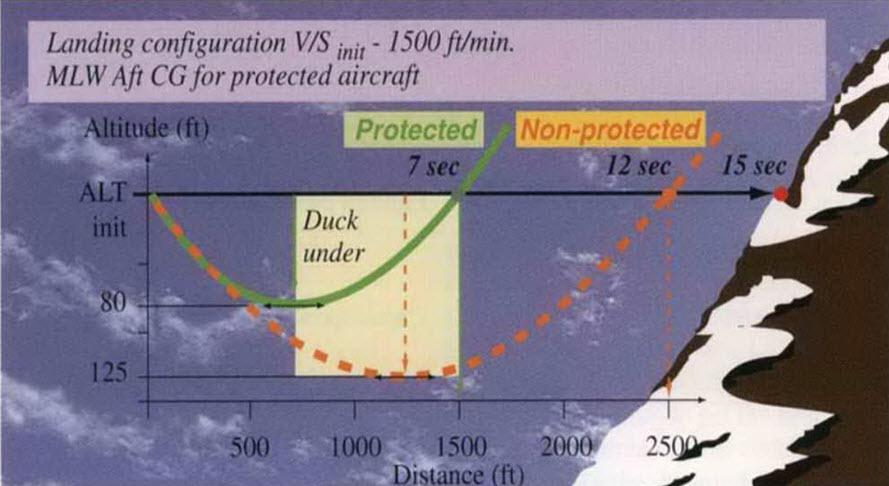 Landing configuration V/S init - 1500 ft/min.
MLW Aft CG for protected aircraft
Altitude (ft)
Protected
Non-protected
7 sec
12 sec
15 sec
ALT
init
Duck
under
80
125
500
1000
1500
2000
2500
Distance (ft)